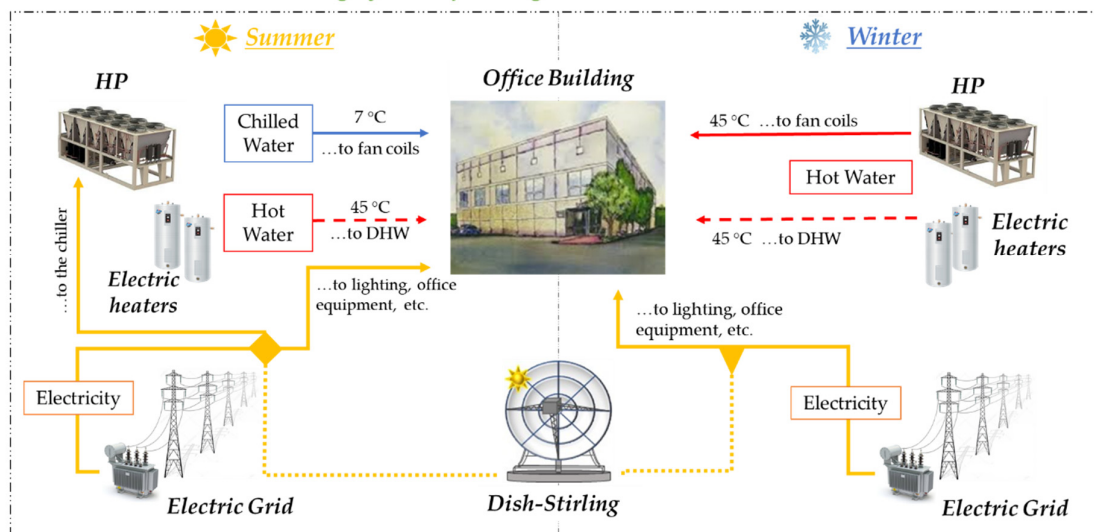 Summer
Winter
HP
Office Building
HP
Chilled
Water
7 °C
...to fan coils
45 °C ...to fan coils
Hot Water
Hot
Water
45 °C
...to DHW
45 °C ...to DHW
Electric
heaters
Electric
heaters
...to the chiller
...to lighting, office
equipment, etc.
...to lighting, office
equipment, etc.
Electricity
Electricity
Electric Grid
Dish-Stirling
Electric Grid